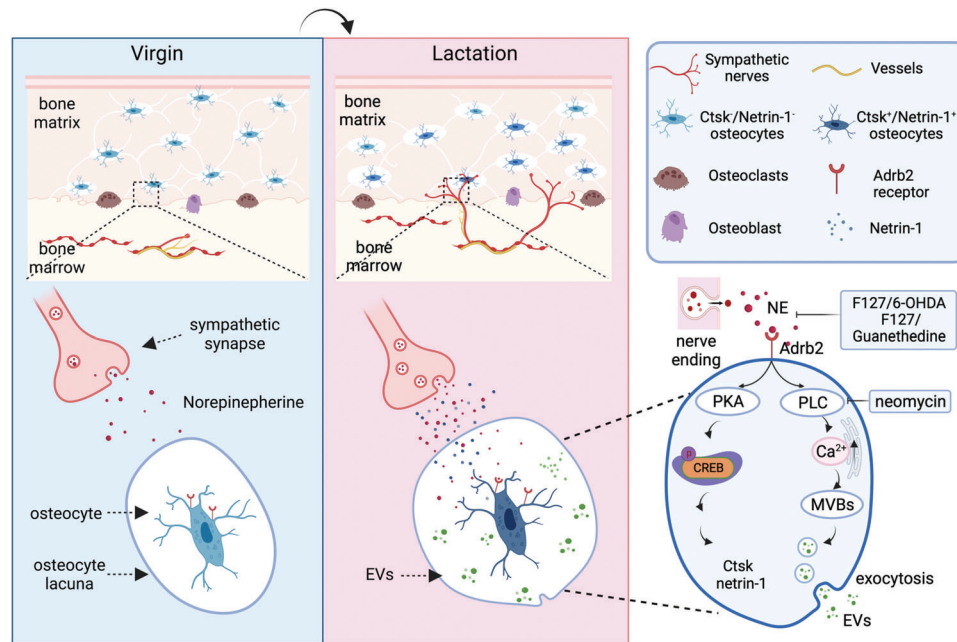 Virgin
bone
matrix
bone
marrow
sympathetic
synapse
Norepinepherine
osteocyte
osteocyte
lacuna
Lactation
bone
matrix
bone
marrow
EVs
Sympathetic
nerves
Vessels
Ctsk⁻/Netrin-1⁻
osteocytes
Ctsk⁺/Netrin-1⁺
osteocytes
Osteoclasts
Adrb2
receptor
Osteoblast
Netrin-1
nerve
ending
NE
Adrb2
F127/6-OHDA
F127/
Guanethedine
PKA
PLC
neomycin
p
CREB
Ca²⁺
MVBs
Ctsk
netrin-1
exocytosis
EVs